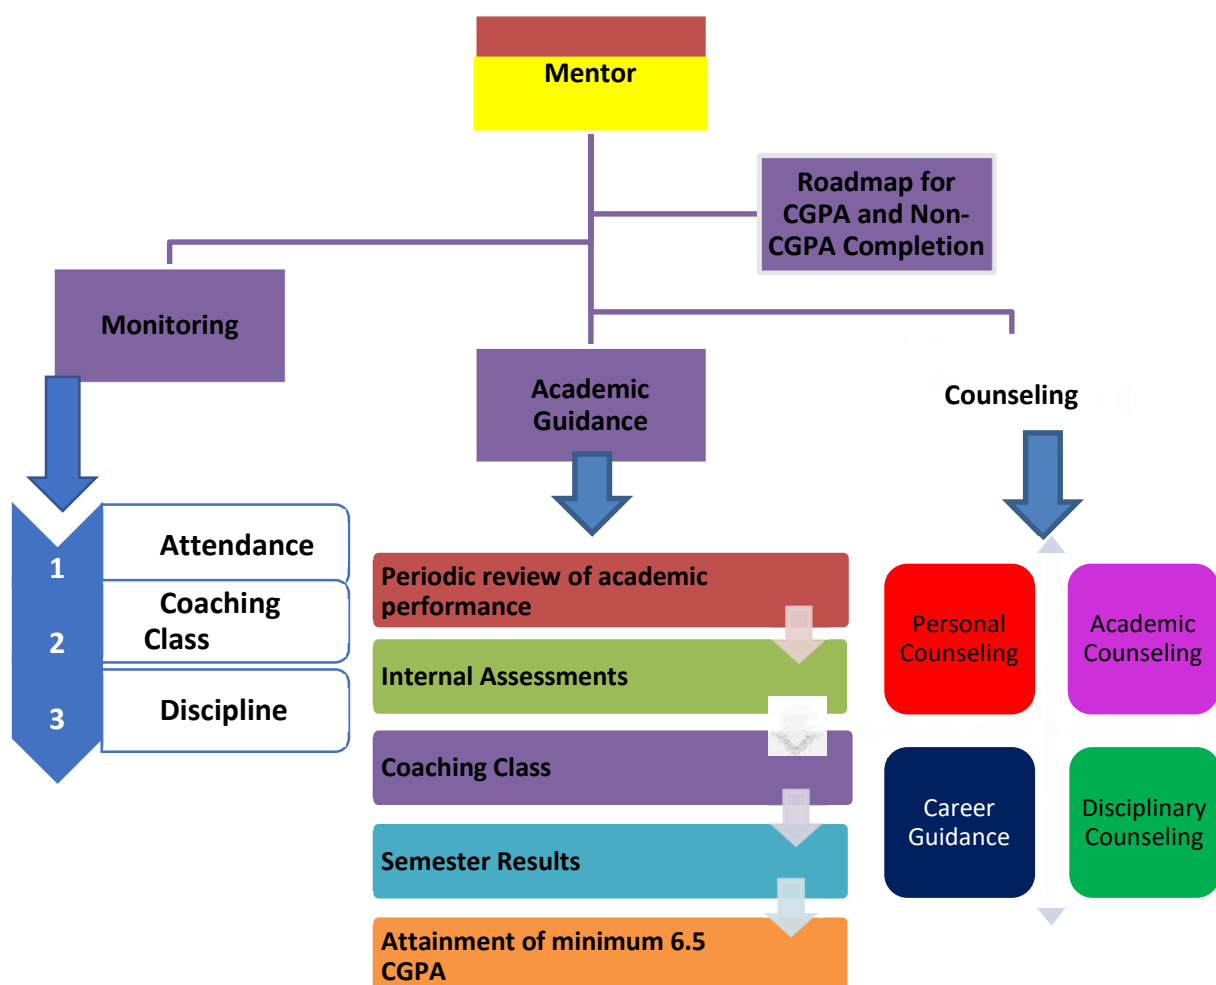 Mentor
Roadmap for
CGPA and Non-
CGPA Completion
Monitoring
Academic
Guidance
Counseling
1
Attendance
2
Coaching
Class
3
Discipline
Periodic review of academic
performance
Internal Assessments
Coaching Class
Semester Results
Attainment of minimum 6.5
CGPA
Personal
Counseling
Academic
Counseling
Career
Guidance
Disciplinary
Counseling